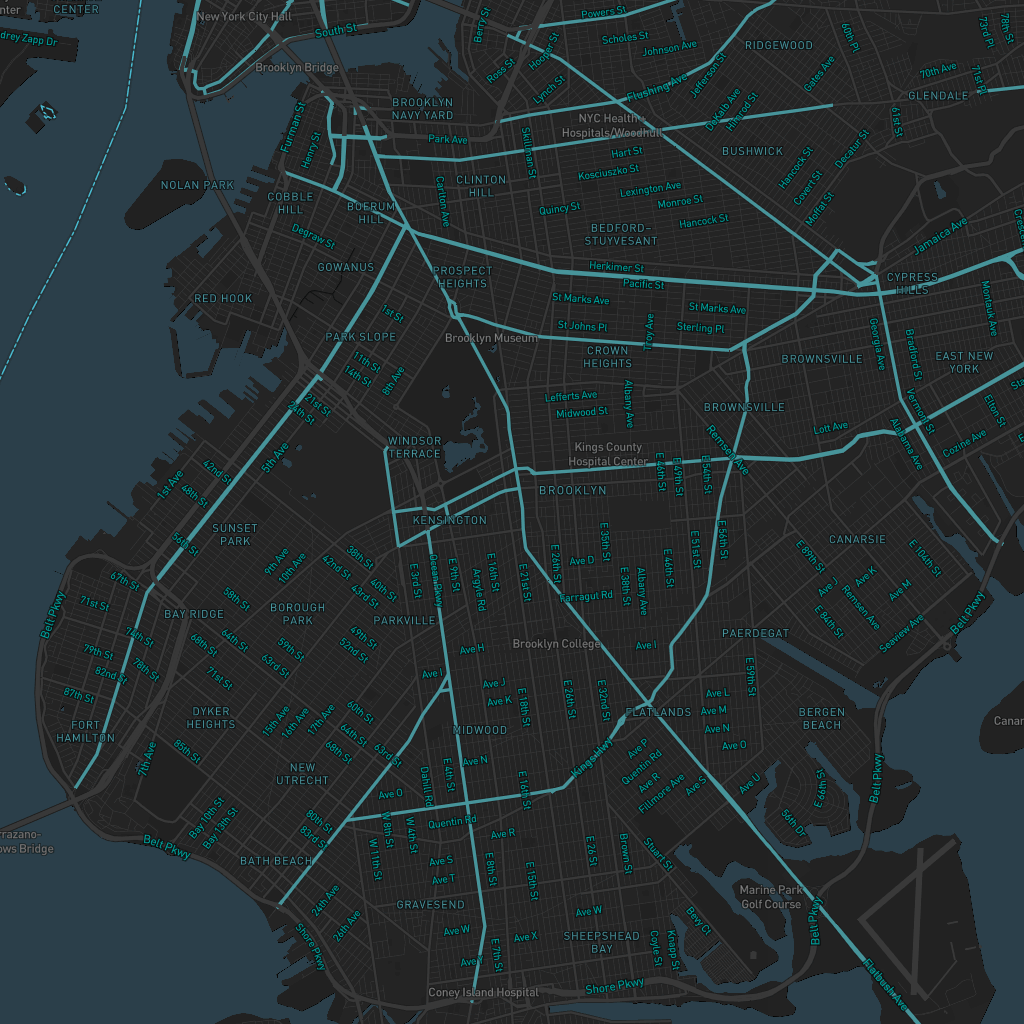 CENTER
nter
drey Zapp Dr
New York City Hall
South St
Brooklyn Bridge
CENTER
Berry St
Powers St
Scholes St
Johnson Ave
RIDGEWOOD
60th Pl
73rd Pl
78th St
Hooper St
Ross St
Lynch St
Flushing Ave
Jefferson St
Gates Ave
70th Ave
71st Pl
GLENDALE
BROOKLYN
NAVY YARD
Furman St
Henry St
Park Ave
Skillman St
NYC Health +
Hospitals/Woodhull
DeKalb Ave
Himrod St
61st St
BUSHWICK
Hart St
Kosciuszko St
Hancock St
Covert St
Moffat St
Decatur St
NOLAN PARK
COBBLE
HILL
BOERUM
HILL
Carlton Ave
CLINTON
HILL
Lexington Ave
Monroe St
Quincy St
Hancock St
BEDFORD-
STUYVESANT
Degraw St
GOWANUS
RED HOOK
PROSPECT
HEIGHTS
Herkimer St
Pacific St
Jamaica Ave
CYPRESS
HILLS
Montauk Ave
1st St
PARK SLOPE
Brooklyn Museum
St Marks Ave
St Marks Ave
St Johns Pl
Troy Ave
Sterling Pl
CROWN
HEIGHTS
Georgia Ave
Bradford St
BROWNSVILLE
EAST NEW
YORK
11th St
14th St
8th Ave
21st St
24th St
Lefferts Ave
Midwood St
Albany Ave
BROWNSVILLE
Vermont St
Elton St
Alabama Ave
Cozine Ave
Lott Ave
Remsen Ave
WINDSOR
TERRACE
Kings County
Hospital Center
5th Ave
1st Ave
42nd St
48th St
BROOKLYN
E 46th St
E 49th St
E 54th St
SUNSET
PARK
56th St
KENSINGTON
CANARSIE
E 56th St
E 51st St
E 89th St
E 104th St
38th St
9th Ave
10th Ave
42nd St
40th St
43rd St
E 3rd St
Ocean Pkwy
E 9th St
Argyle Rd
E 16th St
E 21st St
E 26th St
Ave D
E 35th St
E 38th St
Albany Ave
E 46th St
Farragut Rd
Ave J
Ave K
Ave M
Remsen Ave
E 84th St
Seaview Ave
Belt Pkwy
Belt Pkwy
67th St
71st St
74th St
78th St
79th St
82nd St
87th St
58th St
BAY RIDGE
BOROUGH
PARK
PARKVILLE
49th St
52nd St
59th St
63rd St
64th St
68th St
71st St
Brooklyn College
PAERDEGAT
Ave H
Ave I
Ave I
Ave J
Ave K
E 18th St
E 26th St
E 32nd St
E 59th St
Ave L
Ave M
Ave N
Ave O
FLATLANDS
BERGEN
BEACH
FORT
HAMILTON
DYKER
HEIGHTS
7th Ave
85th St
15th Ave
16th Ave
17th Ave
60th St
64th St
68th St
63rd St
MIDWOOD
Ave N
Kings Hwy
Ave P
Quentin Rd
Ave R
Fillmore Ave
Ave S
Ave U
56th Dr
E 66th St
Belt Pkwy
NEW
UTRECHT
Dahill Rd
E 4th St
E 16th St
Ave O
Quentin Rd
W 8th St
W 4th St
W 11th St
Bay 10th St
Bay 13th St
80th St
83rd St
Belt Pkwy
BATH BEACH
Ave R
Ave S
Ave T
E 8th St
E 15th St
E 26 St
Brown St
Stuart St
Marine Park
Golf Course
24th Ave
26th Ave
Shore Pkwy
GRAVESEND
Ave W
Ave W
Ave X
E 7th St
SHEEPSHEAD
BAY
Coyle St
Knapp St
Bevy Ct
Belt Pkwy
Flatbush Ave
Coney Island Hospital
Shore Pkwy
ows Bridge